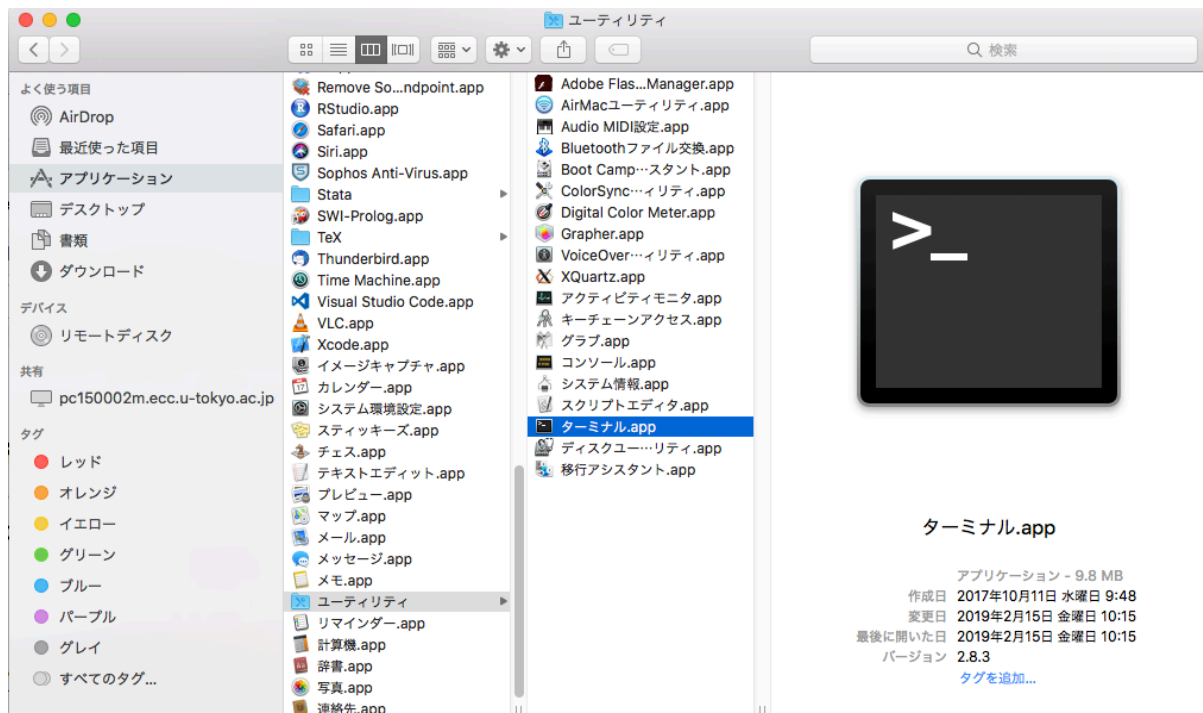 ユーティリティ
検索
よく使う項目
AirDrop
最近使った項目
アプリケーション
デスクトップ
書類
ダウンロード
デバイス
リモートディスク
共有
pc150002m.ecc.u-tokyo.ac.jp
タグ
レッド
オレンジ
イエロー
グリーン
ブルー
パープル
グレイ
すべてのタグ...
Remove So...ndpoint.app
RStudio.app
Safari.app
Siri.app
Sophos Anti-Virus.app
Stata
SWI-Prolog.app
TeX
Thunderbird.app
Time Machine.app
Visual Studio Code.app
VLC.app
Xcode.app
イメージキャプチャ.app
カレンダー.app
システム環境設定.app
スティッキーズ.app
チェス.app
テキストエディット.app
プレビュー.app
マップ.app
メール.app
メッセージ.app
メモ.app
ユーティリティ
リマインダー.app
計算機.app
辞書.app
写真.app
連絡先.app
Adobe Flas...Manager.app
AirMacユーティリティ.app
Audio MIDI設定.app
Bluetoothファイル交換.app
Boot Camp…スタント.app
ColorSync…ィリティ.app
Digital Color Meter.app
Grapher.app
VoiceOver…ィリティ.app
XQuartz.app
アクティビティモニタ.app
キーチェーンアクセス.app
グラブ.app
コンソール.app
システム情報.app
スクリプトエディタ.app
ターミナル.app
ディスクユー…リティ.app
移行アシスタント.app
>_
ターミナル.app
アプリケーション - 9.8 MB
作成日 2017年10月11日 水曜日 9:48
変更日 2019年2月15日 金曜日 10:15
最後に開いた日 2019年2月15日 金曜日 10:15
バージョン 2.8.3
タグを追加...